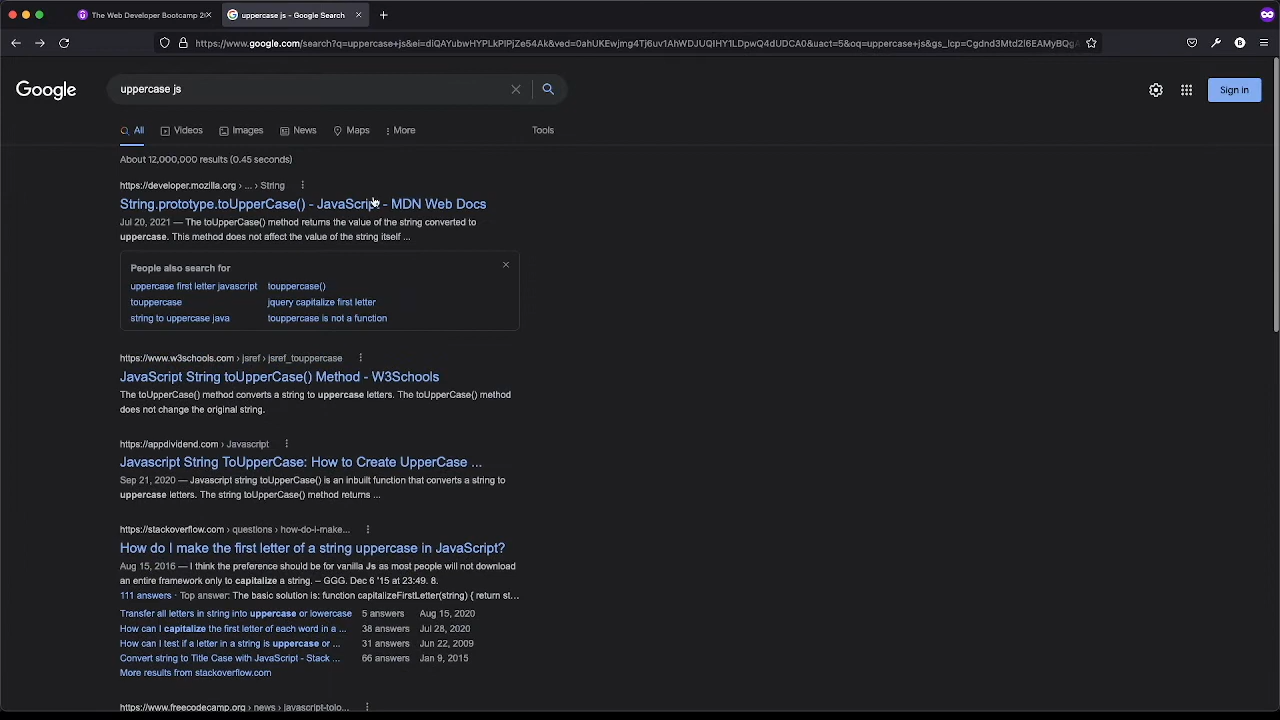 The Web Developer Bootcamp 20
uppercase js - Google Search
https://www.google.com/search?q=uppercase+js&ei=diQAYubwHYPLkPIPjZe54Ak&ved=0ahUKEwjmg4Tj6uv1AhWDJUQIHY1LDpwQ4dUDCA0&uact=5&oq=uppercase+js&gs_lcp=Cgdnd3Mtd2l6EAMyBQgA
Google
uppercase js
Sign in
All
Videos
Images
News
Maps
More
Tools
About 12,000,000 results (0.45 seconds)
https://developer.mozilla.org › ... › String
String.prototype.toUpperCase() - JavaScript - MDN Web Docs
Jul 20, 2021 — The toUpperCase() method returns the value of the string converted to
uppercase. This method does not affect the value of the string itself ...
People also search for
uppercase first letter javascript touppercase()
touppercase jquery capitalize first letter
string to uppercase java touppercase is not a function
https://www.w3schools.com › jsref › jsref_touppercase
JavaScript String toUpperCase() Method - W3Schools
The toUpperCase() method converts a string to uppercase letters. The toUpperCase() method
does not change the original string.
https://appdividend.com › Javascript
Javascript String ToUpperCase: How to Create UpperCase ...
Sep 21, 2020 — Javascript string toUpperCase() is an inbuilt function that converts a string to
uppercase letters. The string toUpperCase() method returns ...
https://stackoverflow.com › questions › how-do-i-make...
How do I make the first letter of a string uppercase in JavaScript?
Aug 15, 2016 — I think the preference should be for vanilla Js as most people will not download
an entire framework only to capitalize a string. – GGG. Dec 6 '15 at 23:49. 8.
111 answers · Top answer: The basic solution is: function capitalizeFirstLetter(string) { return st...
Transfer all letters in string into uppercase or lowercase 5 answers Aug 15, 2020
How can I capitalize the first letter of each word in a ... 38 answers Jul 28, 2020
How can I test if a letter in a string is uppercase or ... 31 answers Jun 22, 2009
Convert string to Title Case with JavaScript - Stack ... 66 answers Jan 9, 2015
More results from stackoverflow.com
https://www.freecodecamp.org › news › javascript-tolo...